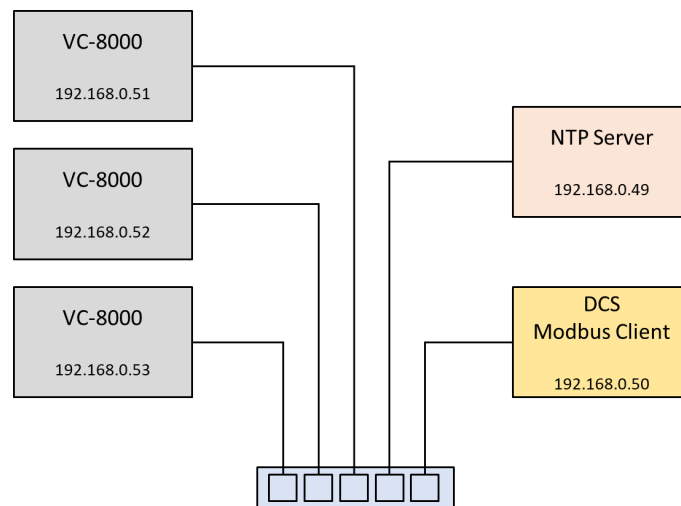 VC-8000
192.168.0.51
VC-8000
192.168.0.52
VC-8000
192.168.0.53
NTP Server
192.168.0.49
DCS
Modbus Client
192.168.0.50